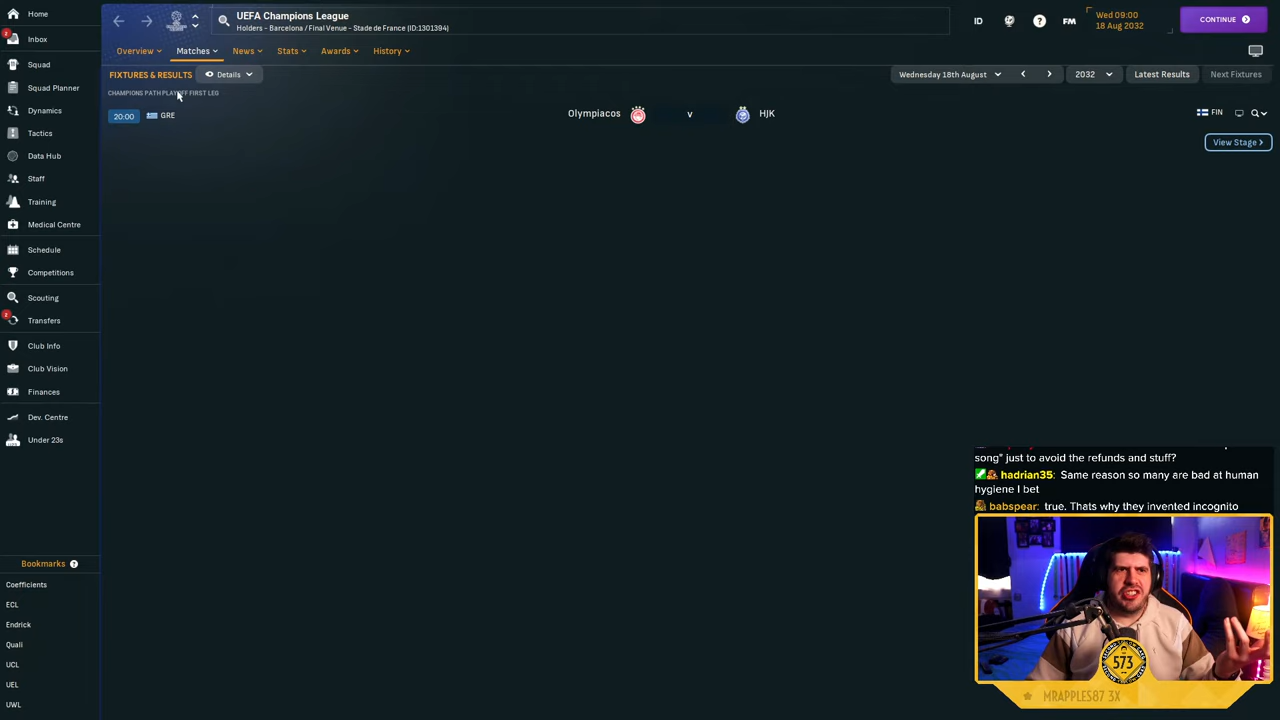 Home
2
Inbox
Squad
Squad Planner
Dynamics
Tactics
Data Hub
Staff
Training
Medical Centre
Schedule
Competitions
Scouting
2
Transfers
Club Info
Club Vision
Finances
Dev. Centre
Under 23s
Bookmarks ?
Coefficients
ECL
Endrick
Quali
UCL
UEL
UWL
UEFA Champions League
Holders - Barcelona / Final Venue - Stade de France (ID:1301394)
ID
?
FM
Wed 09:00
18 Aug 2032
CONTINUE
Overview
Matches
News
Stats
Awards
History
FIXTURES & RESULTS
Details
Wednesday 18th August
2032
Latest Results
Next Fixtures
CHAMPIONS PATH PLAYOFF FIRST LEG
20:00 GRE Olympiacos v HJK FIN
View Stage >
song" just to avoid the refunds and stuff?
hadrian35: Same reason so many are bad at human
hygiene I bet
babspear: true. Thats why they invented incognito
573
MRAPPLES87 3X